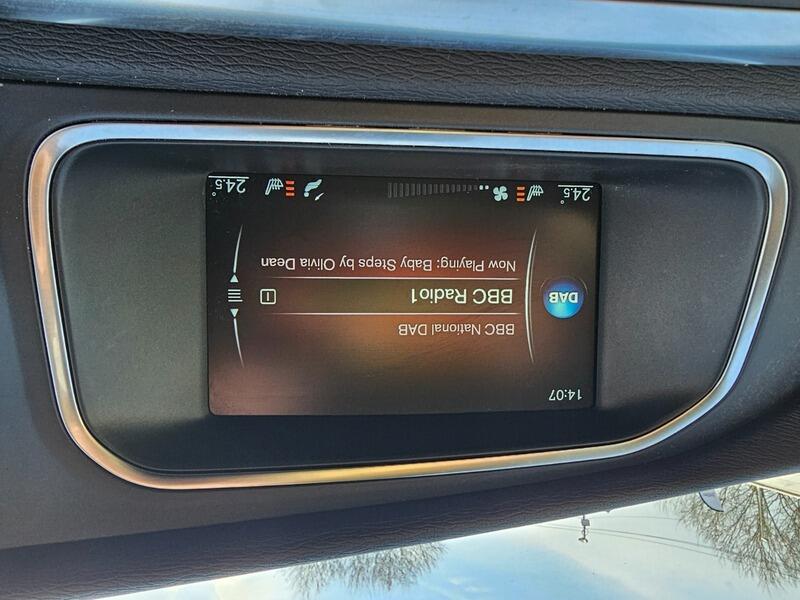 14:07
BBC National DAB
DAB
BBC Radio1
1
Now Playing: Baby Steps by Olivia Dean
24.5°
24.5°